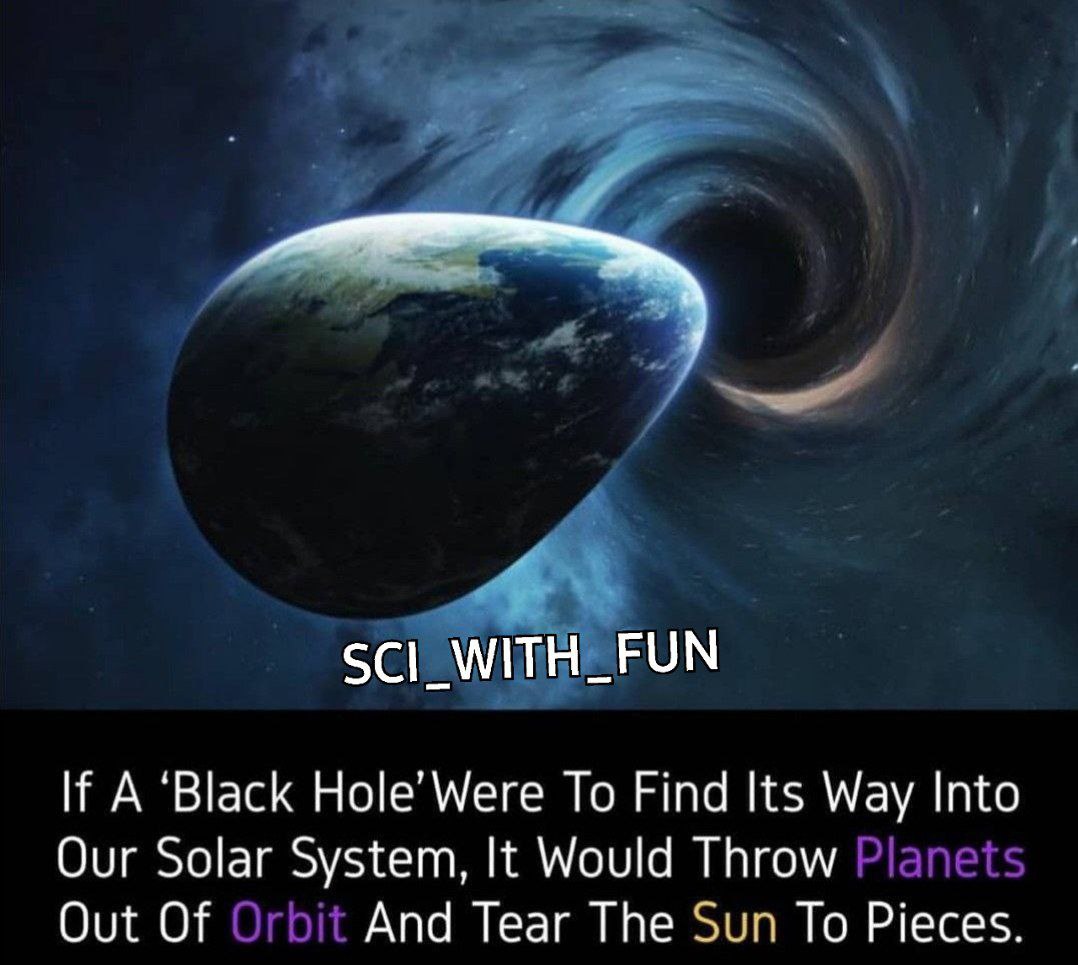 SCI_WITH_FUN
If A ‘Black Hole’Were To Find Its Way Into
Our Solar System, It Would Throw Planets
Out Of Orbit And Tear The Sun To Pieces.